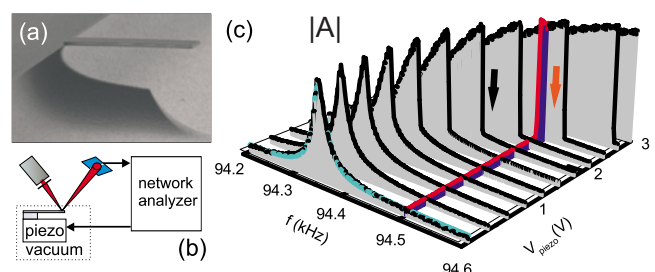 (a)
(c)
|A|
network
analyzer
piezo
vacuum
(b)
94.2
94.3
94.4
94.5
94.6
f (kHz)
1
2
3
V piezo (V)